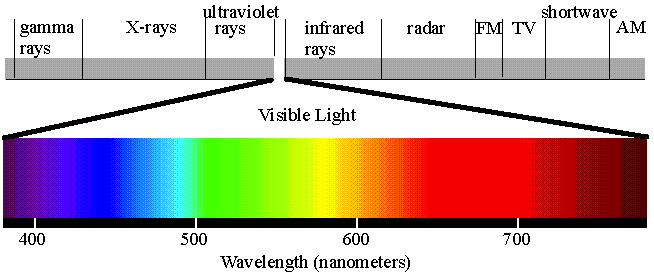 ultraviolet shortwave
gamma X-rays rays infrared radar FM TV AM
rays rays
Visible Light
400 500 600 700
Wavelength (nanometers)